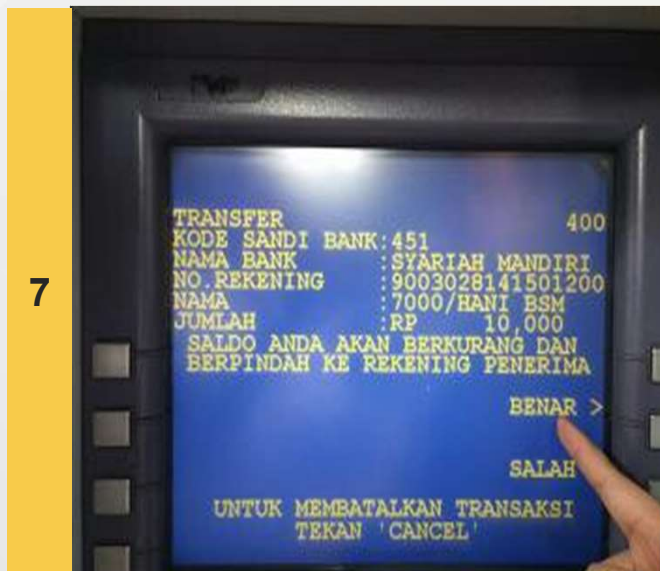 7
TRANSFER 400
KODE SANDI BANK:451
NAMA BANK :SYARIAH MANDIRI
NO.REKENING :9003028141501200
NAMA :7000/HANI BSM
JUMLAH :RP 10,000
SALDO ANDA AKAN BERKURANG DAN
BERPINDAH KE REKENING PENERIMA
BENAR >
SALAH
UNTUK MEMBATALKAN TRANSAKSI
TEKAN 'CANCEL'